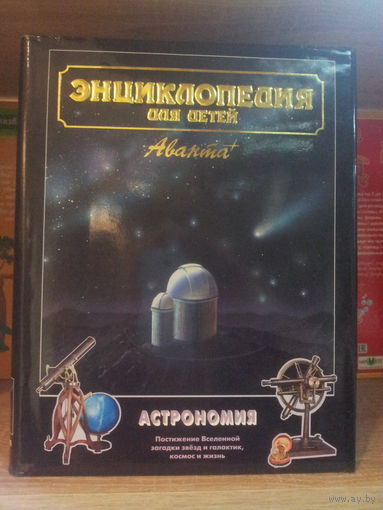 ЭНЦИКЛОПЕДИЯ
ДЛЯ ДЕТЕЙ
Аванта+
АСТРОНОМИЯ
Постижение Вселенной
загадки звёзд и галактик,
космос и жизнь
www.ay.by